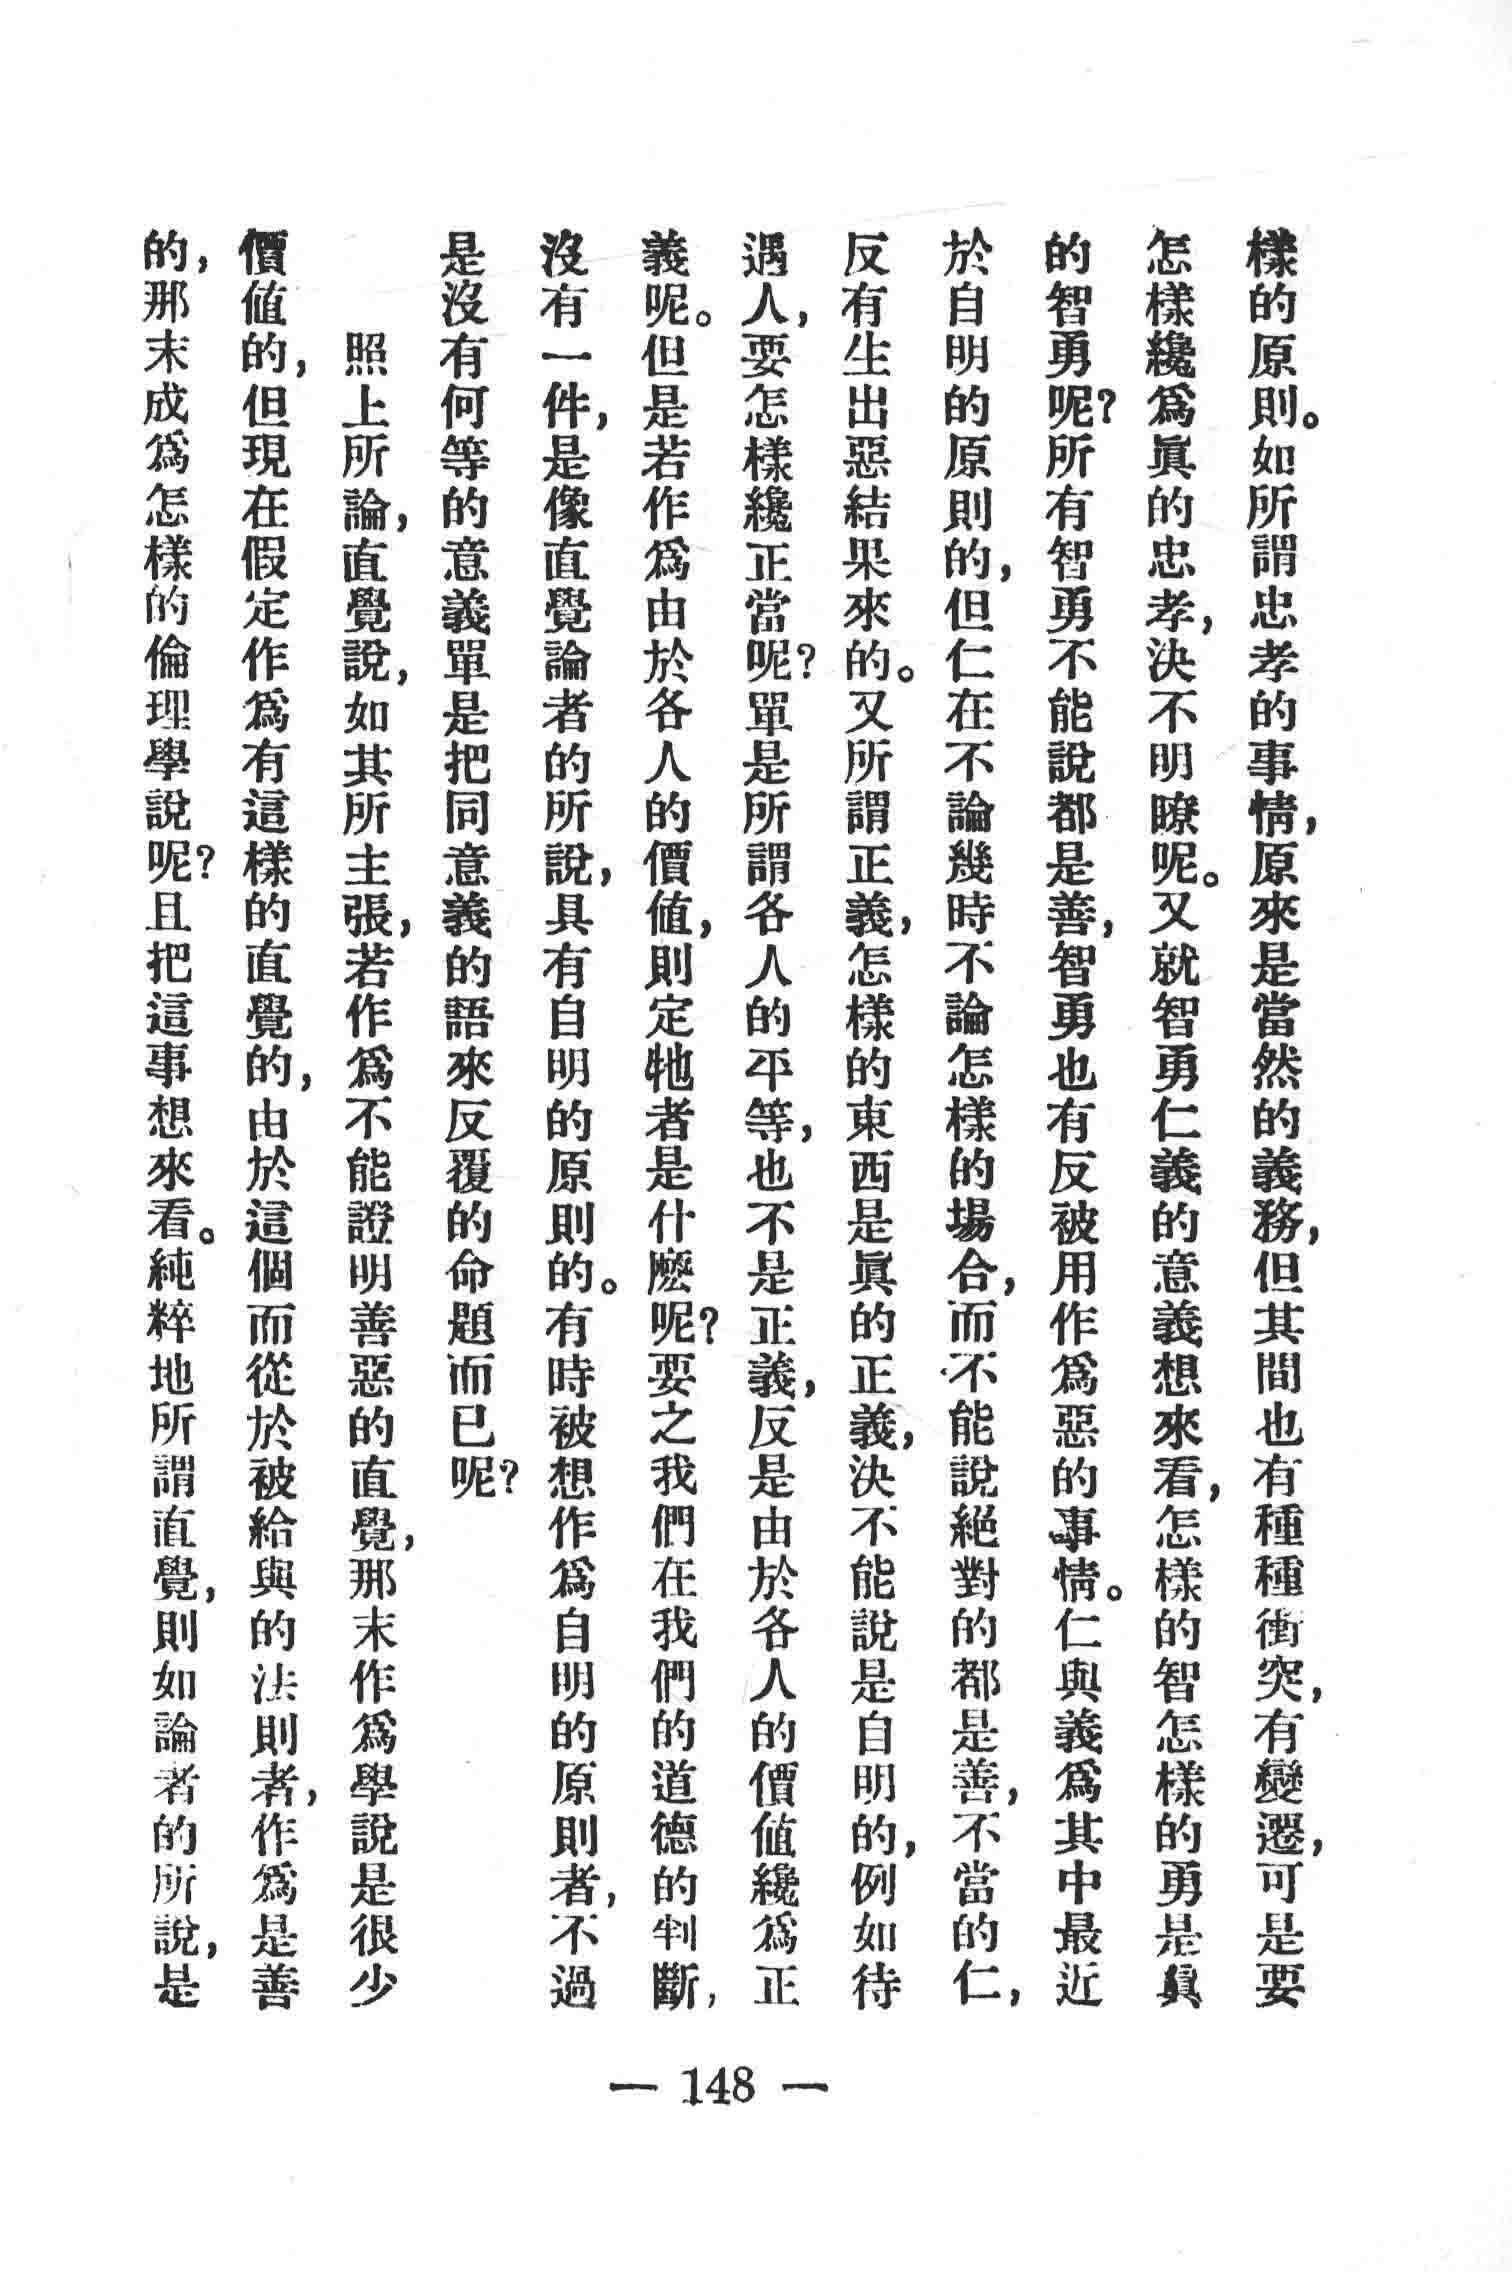 樣的原則。如所謂忠孝的事情，原來是當然的義務，但其間也有種種衝突，有變遷，可是要
怎樣纔爲眞的忠孝，決不明瞭呢。又就智勇仁義的意義想來看，怎樣的智怎樣的勇是眞
的智勇呢？所有智勇不能說都是善，智勇也有反被用作爲惡的事情。仁與義爲其中最近
於自明的原則的，但仁在不論幾時不論怎樣的場合，而不能說絕對的都是善，不當的仁，
反有生出惡結果來的。又所謂正義，怎樣的東西是眞的正義，決不能說是自明的，例如待
遇人，要怎樣纔正當呢？單是所謂各人的平等，也不是正義，反是由於各人的價值纔爲正
義呢。但是若作爲由於各人的價值，則定牠者是什麽呢？要之我們在我們的道德的判斷，
沒有一件，是像直覺論者的所說，具有自明的原則的。有時被想作爲自明的原則者，不過
是沒有何等的意義單是把同意義的語來反覆的命題而已呢？
照上所論，直覺說，如其所主張，若作爲不能證明善惡的直覺，那末作爲學說是很少
價值的，但現在假定作爲有這樣的直覺的，由於這個而從於被給與的法則者，作爲是善
的，那末成爲怎樣的倫理學說呢？且把這事想來看。純粹地所謂直覺，則如論者的所說，是
— 148 —